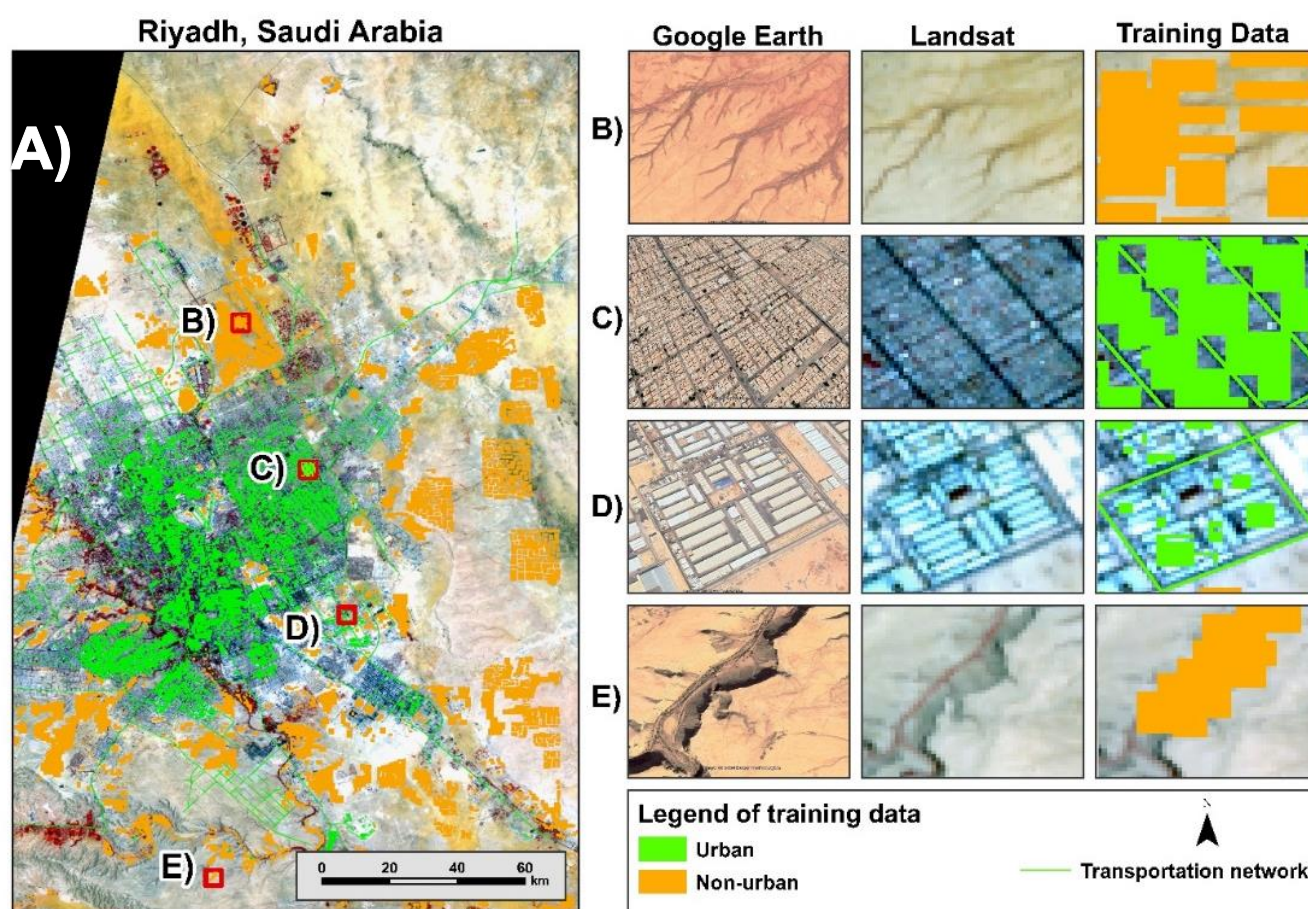 Riyadh, Saudi Arabia
A)
B)
C)
D)
E)
0 20 40 60
km
Google Earth Landsat Training Data
B)
C)
D)
E)
Legend of training data
Urban
Non-urban
N
Transportation network